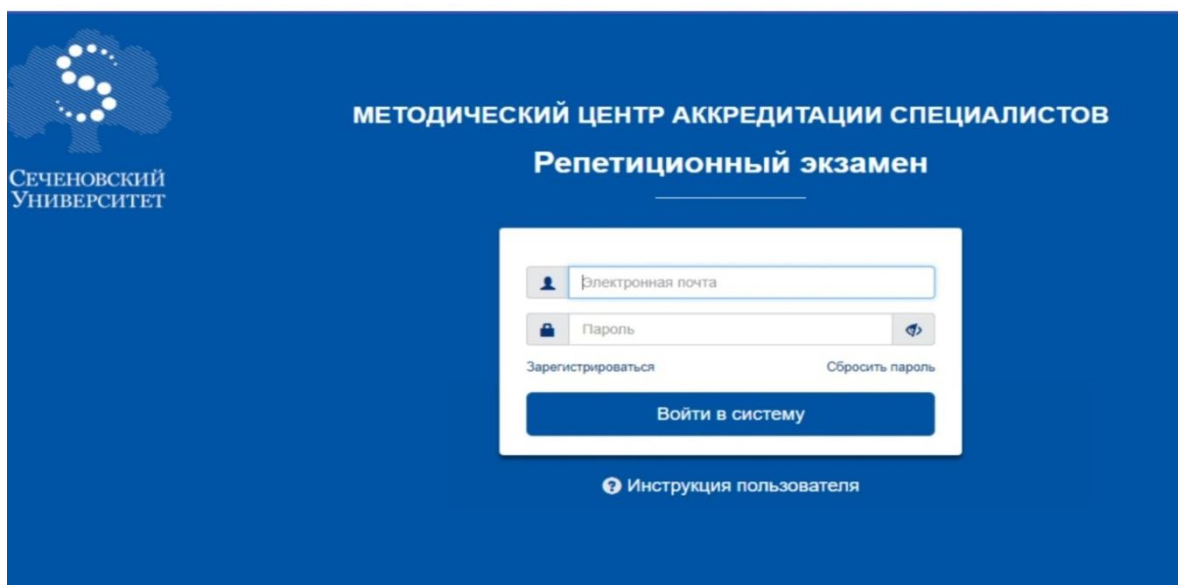 СЕЧЕНОВСКИЙ
УНИВЕРСИТЕТ
МЕТОДИЧЕСКИЙ ЦЕНТР АККРЕДИТАЦИИ СПЕЦИАЛИСТОВ
Репетиционный экзамен
Электронная почта
Пароль
Зарегистрироваться Сбросить пароль
Войти в систему
Инструкция пользователя